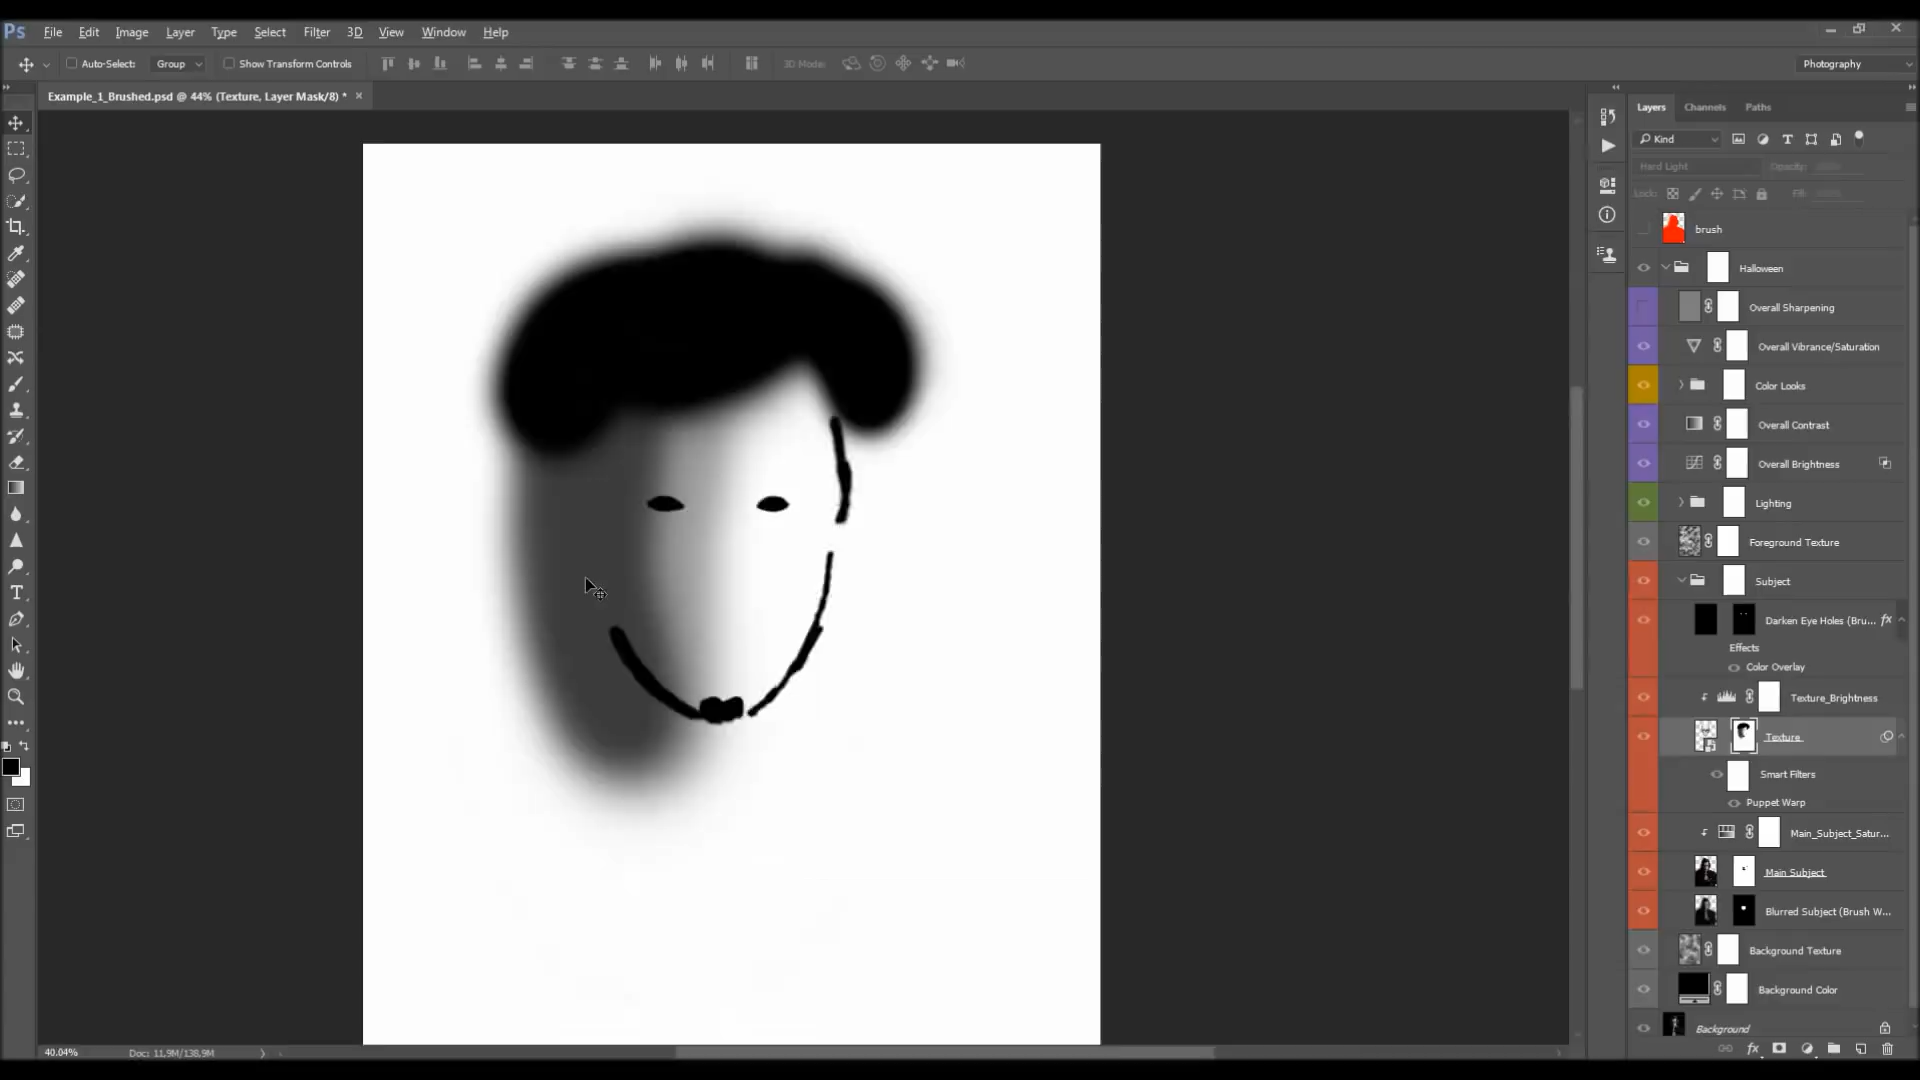 Ps File Edit Image Layer Type Select Filter 3D View Window Help
Auto-Select: Group Show Transform Controls 3D Mode: Photography
Example_1_Brushed.psd @ 44% (Texture, Layer Mask/8) * ×
Layers Channels Paths
Kind
Hard Light Opacity:
Lock: Fill:
brush
Halloween
Overall Sharpening
Overall Vibrance/Saturation
Color Looks
Overall Contrast
Overall Brightness
Lighting
Foreground Texture
Subject
Darken Eye Holes (Bru... fx
Effects
Color Overlay
Texture_Brightness
Texture
Smart Filters
Puppet Warp
Main_Subject_Satur...
Main Subject
Blurred Subject (Brush W...
Background Texture
Background Color
Background
40.04% Doc: 11,9M/138,9M
fx